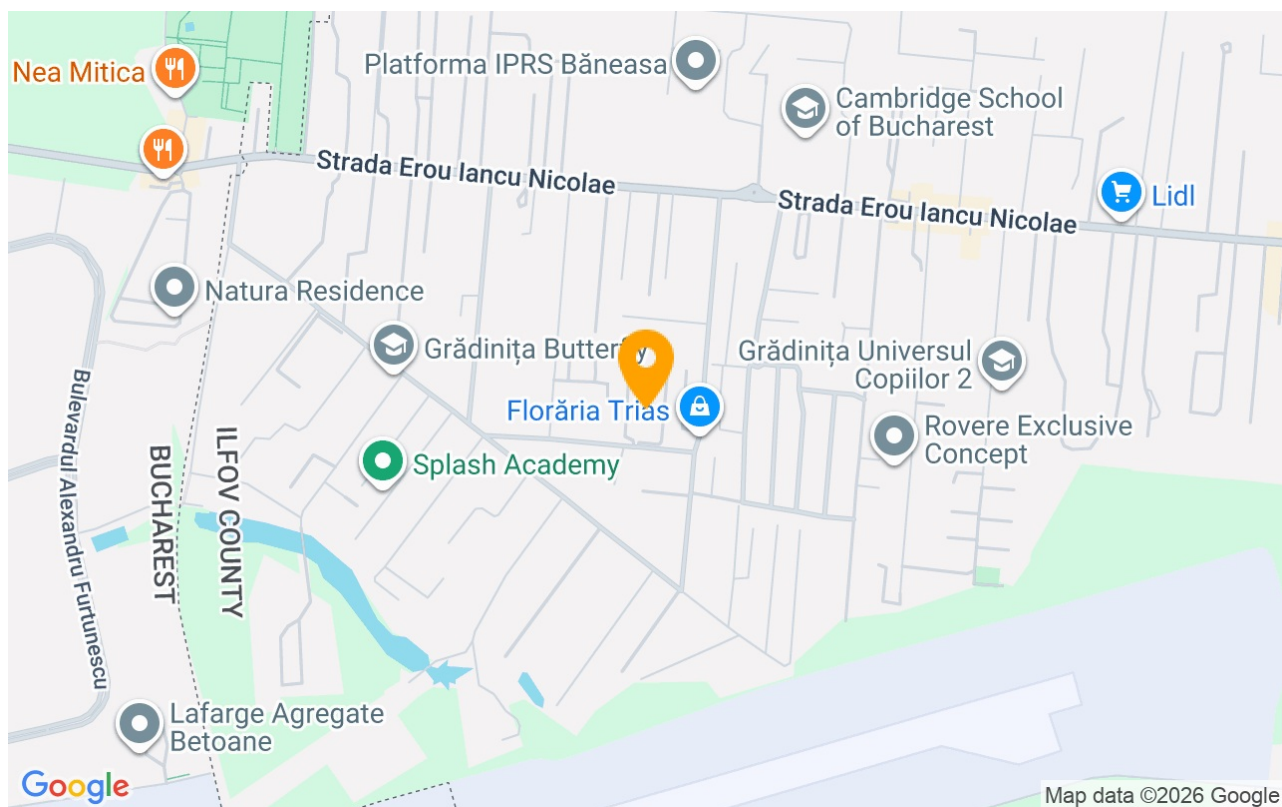 Nea Mitica
Platforma IPRS Băneasa
Cambridge School
of Bucharest
Strada Erou Iancu Nicolae
Strada Erou Iancu Nicolae
Lidl
Natura Residence
Grădinița Butterfly
Grădinița Universul
Copiilor 2
Florăria Trias
Rovere Exclusive
Concept
Splash Academy
Bulevardul Alexandru Furtunescu
BUCHAREST
ILFOV COUNTY
Lafarge Agregate
Betoane
Google
Map data ©2026 Google